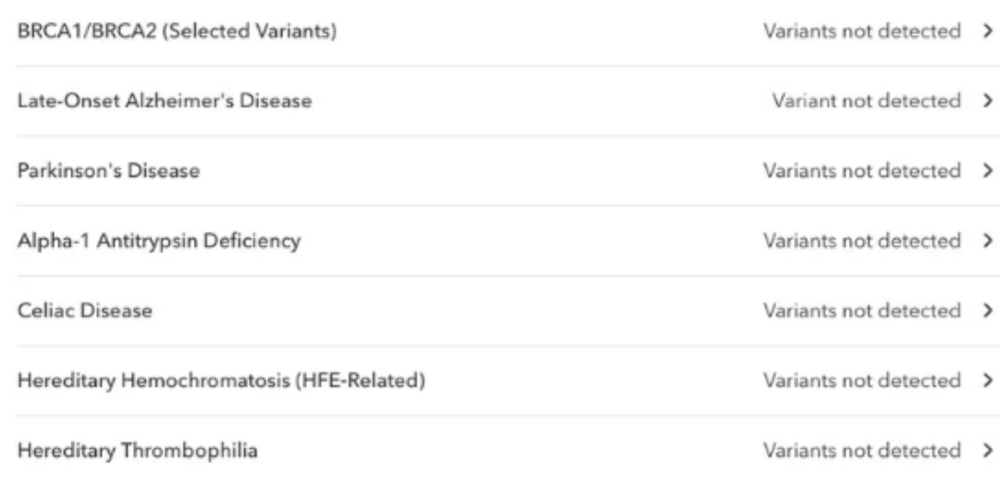 BRCA1/BRCA2 (Selected Variants) Variants not detected
Late-Onset Alzheimer's Disease Variant not detected
Parkinson's Disease Variants not detected
Alpha-1 Antitrypsin Deficiency Variants not detected
Celiac Disease Variants not detected
Hereditary Hemochromatosis (HFE-Related) Variants not detected
Hereditary Thrombophilia Variants not detected